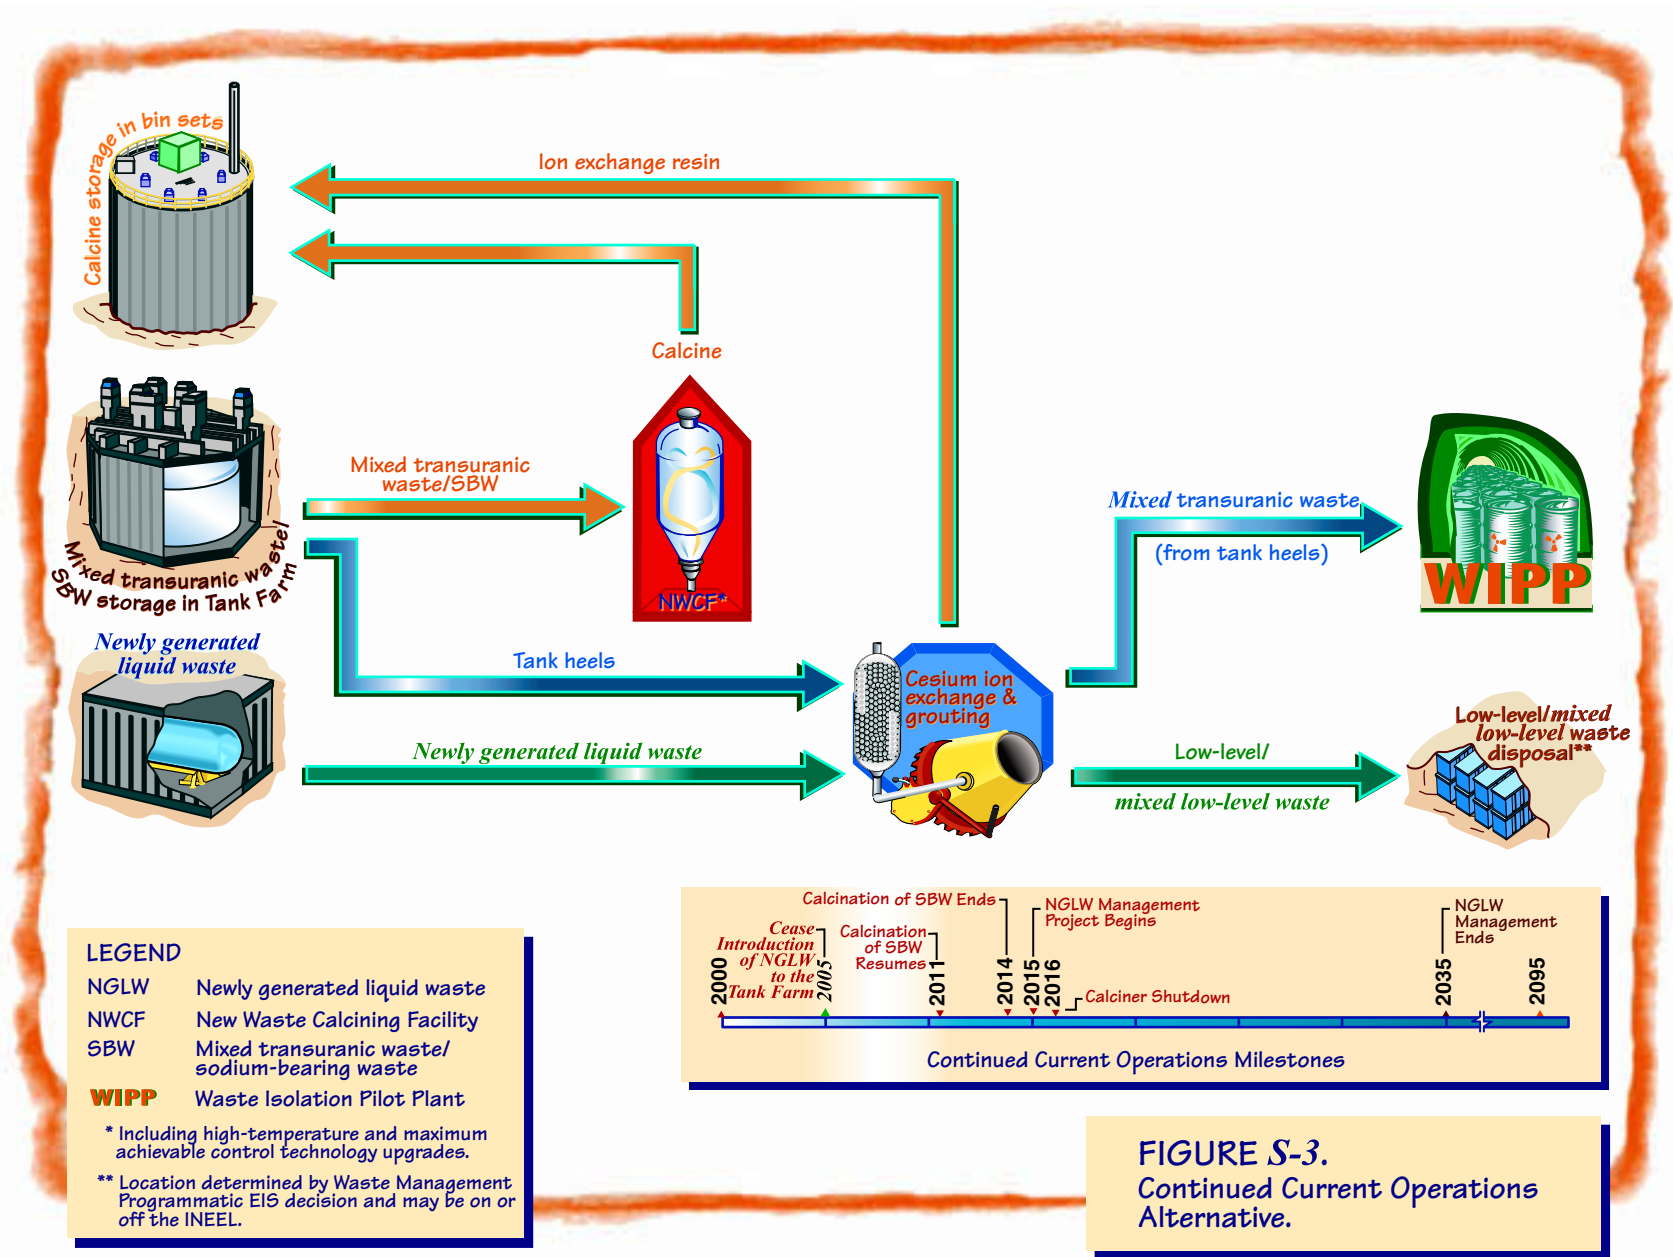 Calcine storage in bin sets
Ion exchange resin
Calcine
Mixed transuranic
waste/SBW
NWCF*
Mixed transuranic waste/
SBW storage in Tank Farm
Mixed transuranic waste
(from tank heels)
WIPP
Newly generated
liquid waste
Tank heels
Cesium ion
exchange &
grouting
Newly generated liquid waste
Low-level/
mixed low-level waste
Low-level/mixed
low-level waste
disposal**
LEGEND
NGLW Newly generated liquid waste
NWCF New Waste Calcining Facility
SBW Mixed transuranic waste/
sodium-bearing waste
WIPP Waste Isolation Pilot Plant
* Including high-temperature and maximum
achievable control technology upgrades.
** Location determined by Waste Management
Programmatic EIS decision and may be on or
off the INEEL.
2000
Cease
Introduction
of NGLW
to the
Tank Farm
2005
Calcination
of SBW
Resumes
2011
Calcination of SBW Ends
2014
NGLW Management
Project Begins
2015
2016
Calciner Shutdown
NGLW
Management
Ends
2035
2095
Continued Current Operations Milestones
FIGURE S-3.
Continued Current Operations
Alternative.